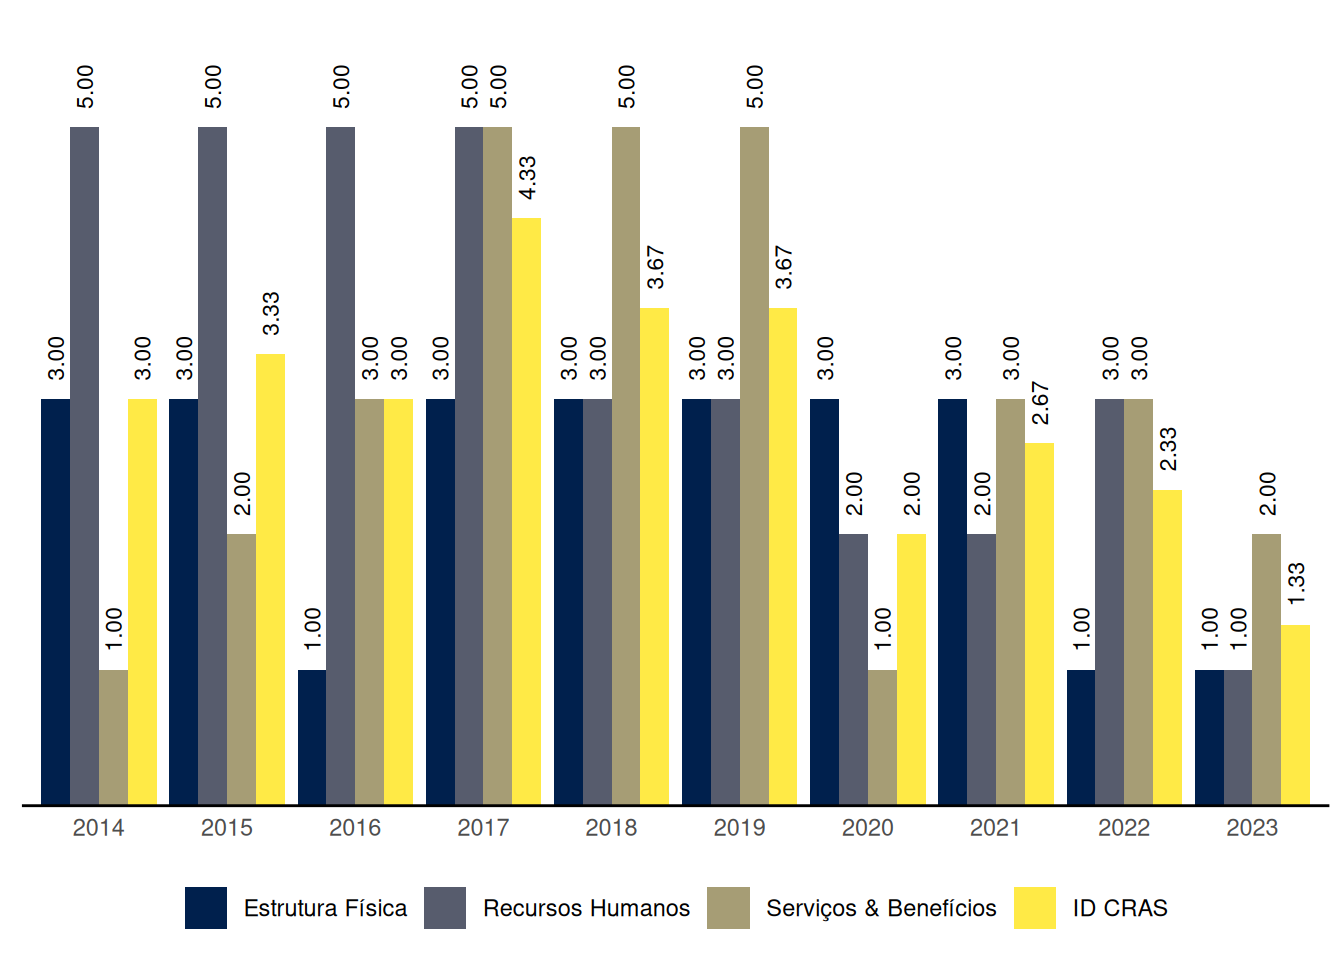 5.00 5.00 5.00 5.00 5.00 5.00 5.00
4.33
3.67 3.67
3.33
3.00 3.00 3.00 3.00 3.00 3.00 3.00 3.00 3.00 3.00 3.00 3.00 3.00 3.00 3.00
2.67
2.33
2.00 2.00 2.00 2.00 2.00
1.33
1.00 1.00 1.00 1.00 1.00 1.00
2014 2015 2016 2017 2018 2019 2020 2021 2022 2023
Estrutura Física Recursos Humanos Serviços & Benefícios ID CRAS